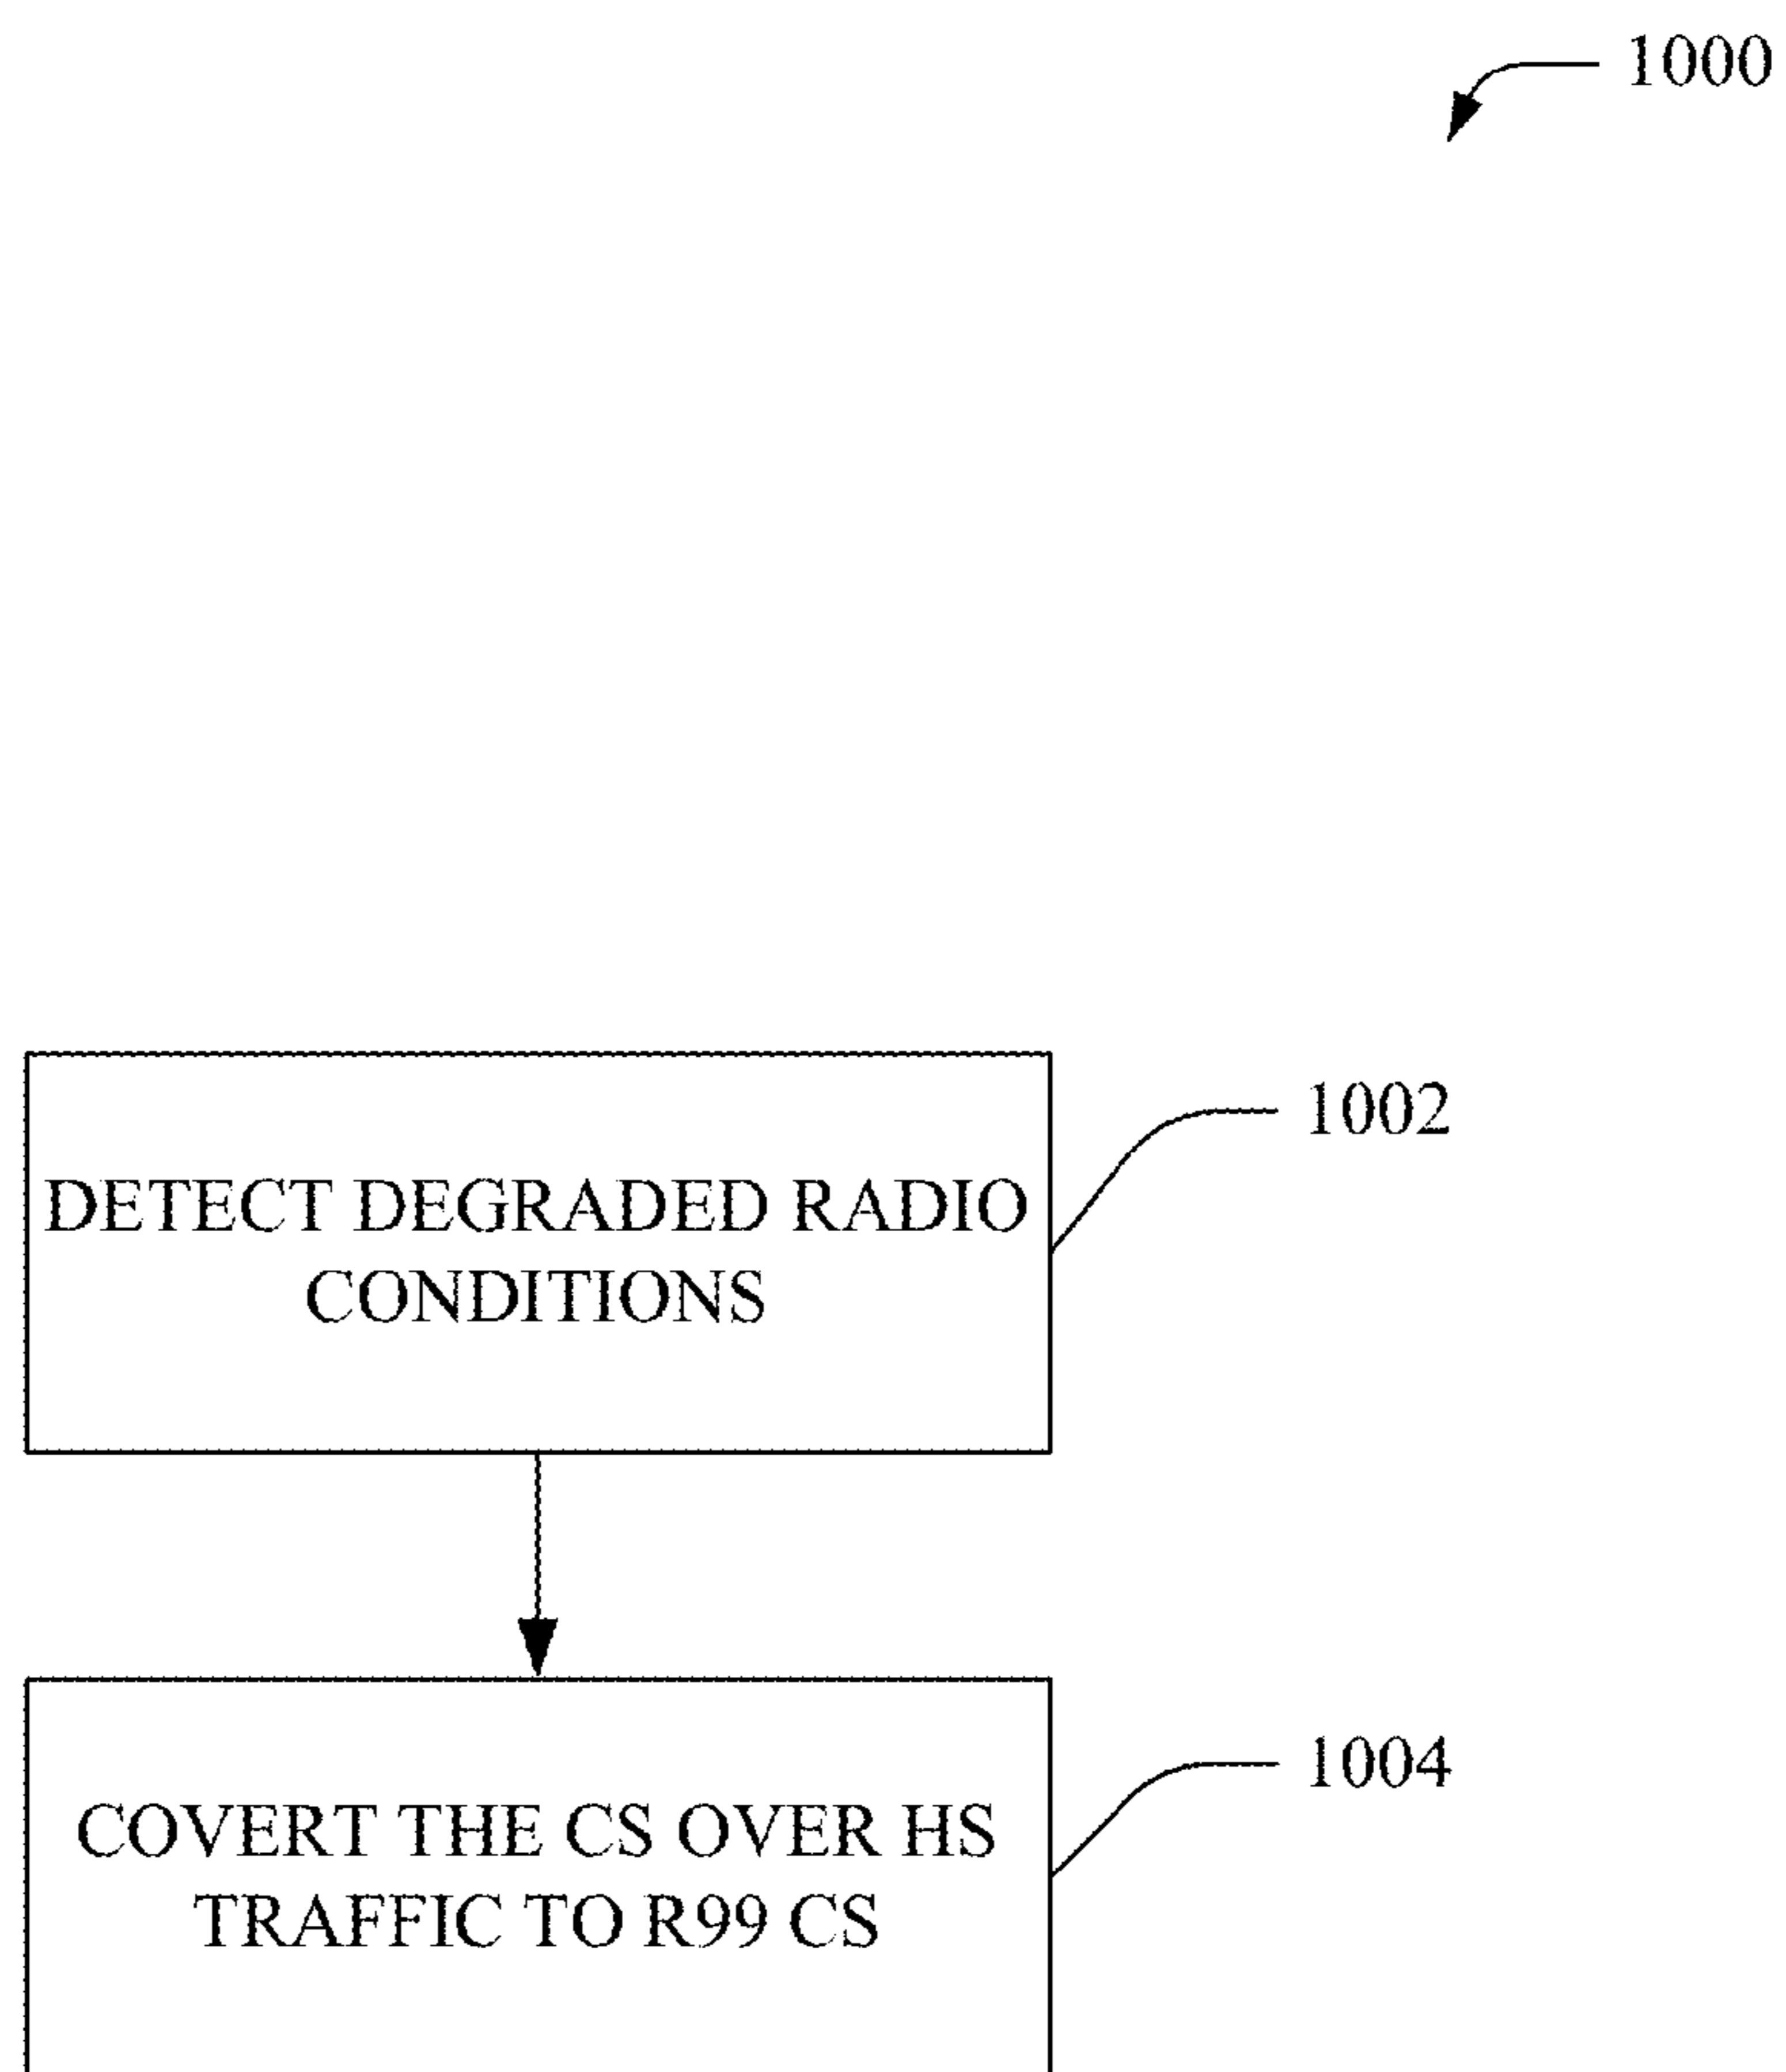 1000
1002
DETECT DEGRADED RADIO
CONDITIONS
1004
COVERT THE CS OVER HS
TRAFFIC TO R99 CS